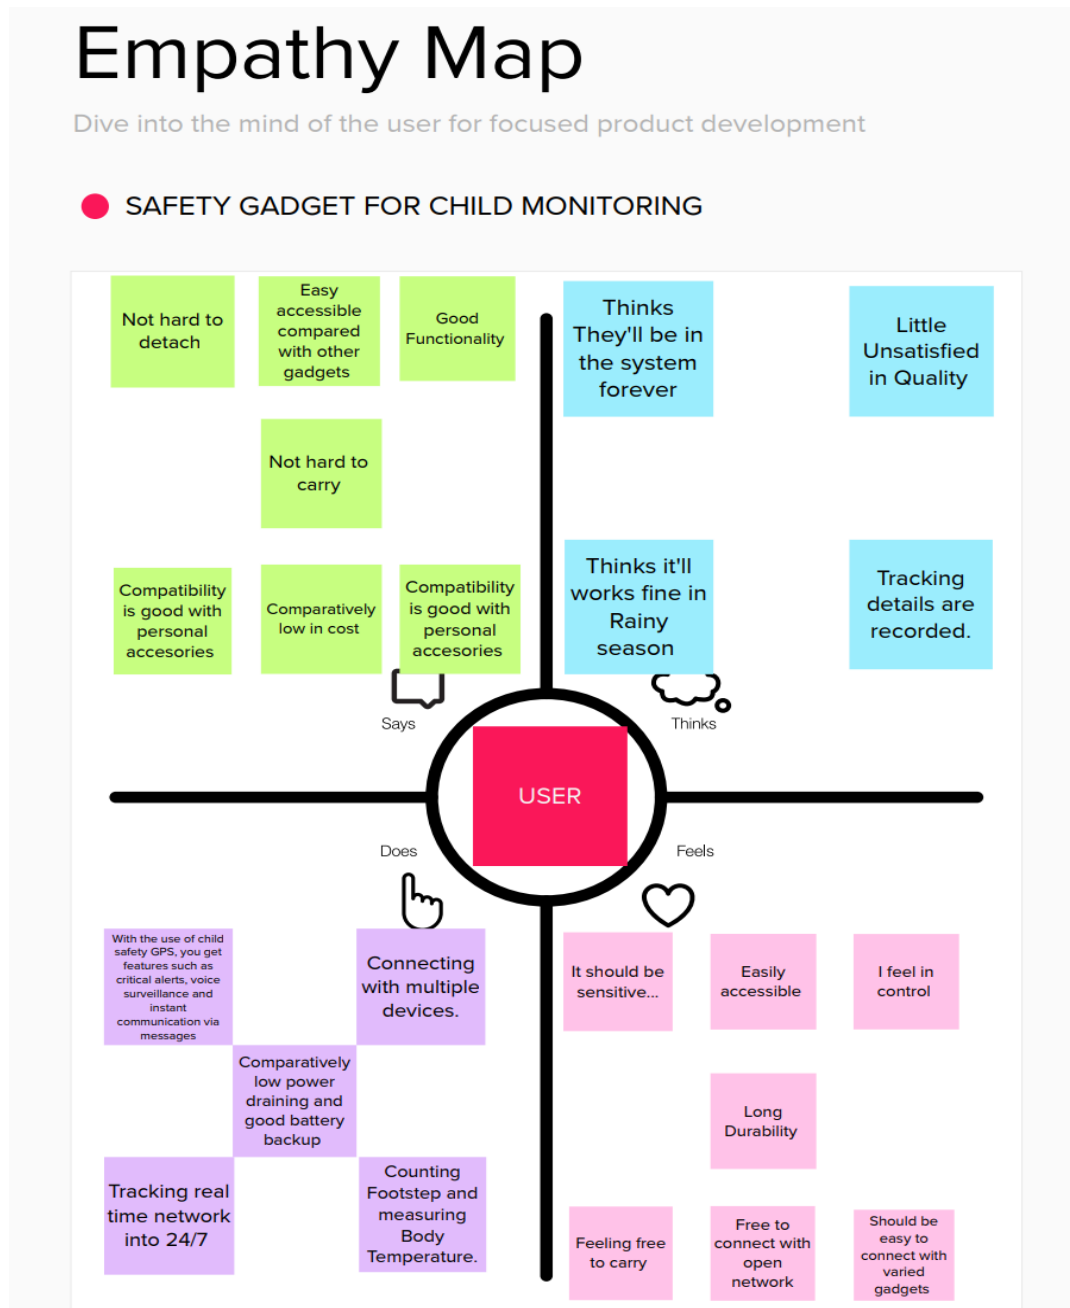 Empathy Map
Dive into the mind of the user for focused product development
SAFETY GADGET FOR CHILD MONITORING
Not hard to
detach
Easy
accessible
compared
with other
gadgets
Good
Functionality
Not hard to
carry
Compatibility
is good with
personal
accesories
Comparatively
low in cost
Compatibility
is good with
personal
accesories
Says
Thinks
They'll be in
the system
forever
Little
Unsatisfied
in Quality
Thinks it'll
works fine in
Rainy
season
Tracking
details are
recorded.
Thinks
USER
Does
With the use of child
safety GPS, you get
features such as
critical alerts, voice
surveillance and
instant
communication via
messages
Connecting
with multiple
devices.
Comparatively
low power
draining and
good battery
backup
Tracking real
time network
into 24/7
Counting
Footstep and
measuring
Body
Temperature.
Feels
It should be
sensitive...
Easily
accessible
I feel in
control
Long
Durability
Feeling free
to carry
Free to
connect with
open
network
Should be
easy to
connect with
varied
gadgets